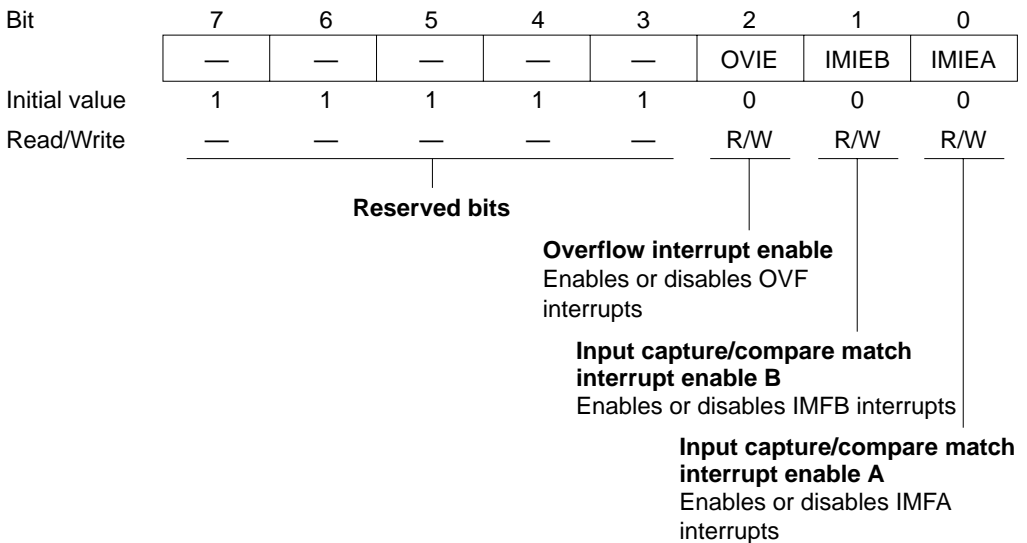 Bit 7 6 5 4 3 2 1 0
— — — — — OVIE IMIEB IMIEA
Initial value 1 1 1 1 1 0 0 0
Read/Write — — — — — R/W R/W R/W
Reserved bits
Overflow interrupt enable
Enables or disables OVF
interrupts
Input capture/compare match
interrupt enable B
Enables or disables IMFB interrupts
Input capture/compare match
interrupt enable A
Enables or disables IMFA
interrupts